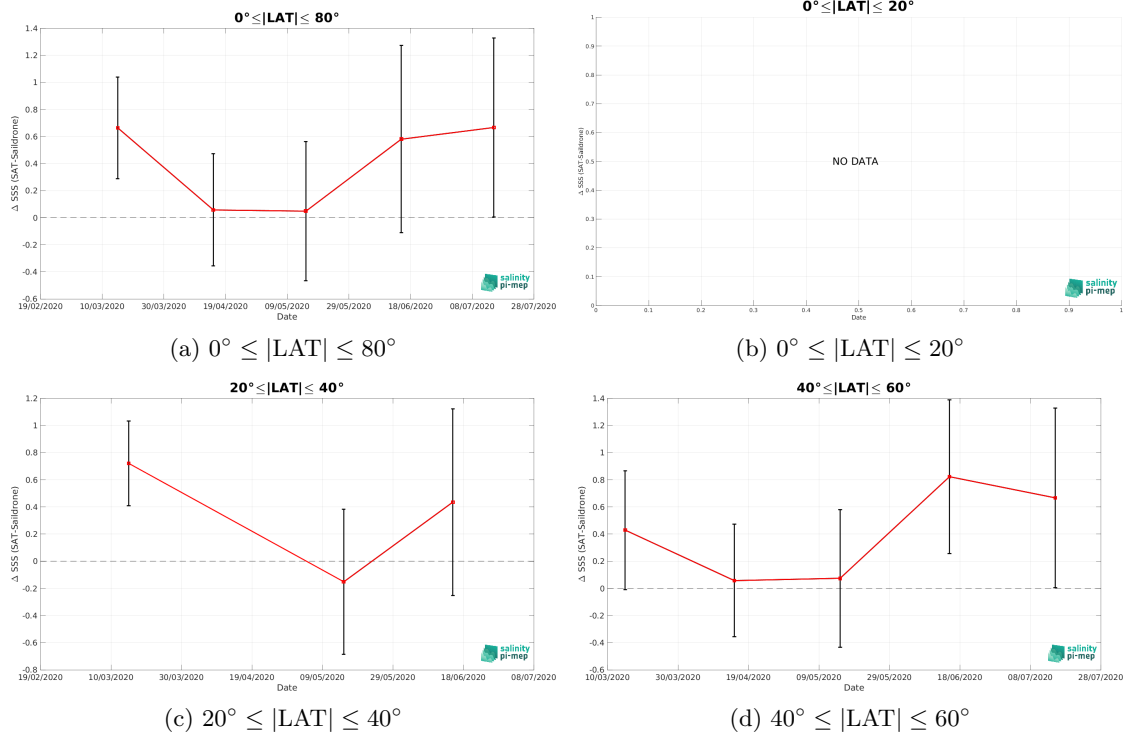 0°≤|LAT|≤ 80°
1.4
1.2
1
0.8
0.6
0.4
0.2
0
-0.2
-0.4
-0.6
Δ SSS (SAT-Saildrone)
19/02/2020 10/03/2020 30/03/2020 19/04/2020 09/05/2020 29/05/2020 18/06/2020 08/07/2020 28/07/2020
Date
salinity
pi-mep
(a) 0° ≤ |LAT| ≤ 80°
0°≤|LAT|≤ 20°
1
0.9
0.8
0.7
0.6
0.5
0.4
0.3
0.2
0.1
0
Δ SSS (SAT-Saildrone)
NO DATA
0 0.1 0.2 0.3 0.4 0.5 0.6 0.7 0.8 0.9 1
Date
salinity
pi-mep
(b) 0° ≤ |LAT| ≤ 20°
20°≤|LAT|≤ 40°
1.2
1
0.8
0.6
0.4
0.2
0
-0.2
-0.4
-0.6
-0.8
Δ SSS (SAT-Saildrone)
19/02/2020 10/03/2020 30/03/2020 19/04/2020 09/05/2020 29/05/2020 18/06/2020 08/07/2020
Date
salinity
pi-mep
(c) 20° ≤ |LAT| ≤ 40°
40°≤|LAT|≤ 60°
1.4
1.2
1
0.8
0.6
0.4
0.2
0
-0.2
-0.4
-0.6
Δ SSS (SAT-Saildrone)
10/03/2020 30/03/2020 19/04/2020 09/05/2020 29/05/2020 18/06/2020 08/07/2020 28/07/2020
Date
salinity
pi-mep
(d) 40° ≤ |LAT| ≤ 60°